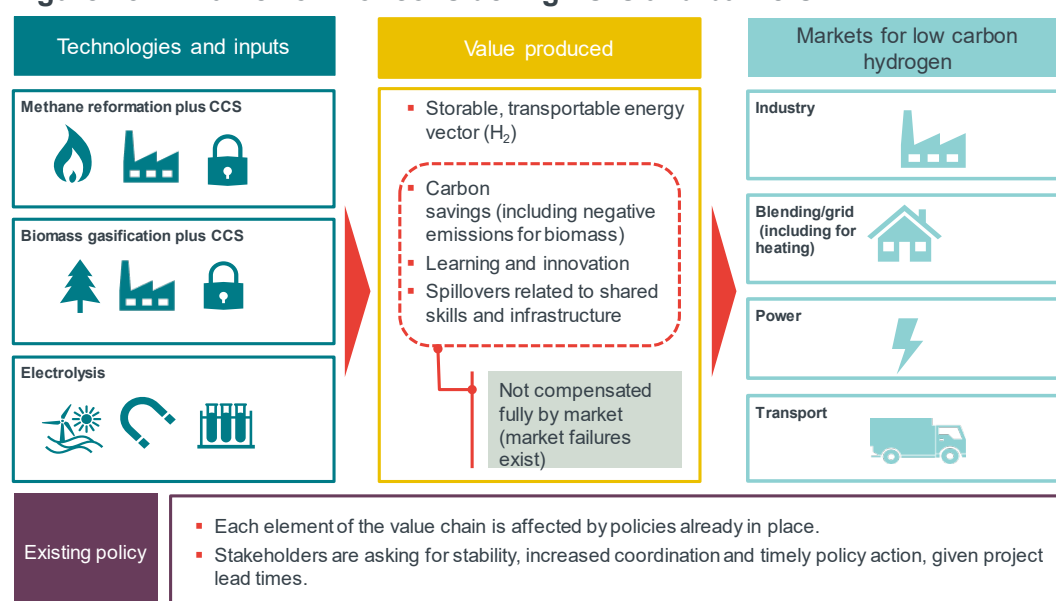 Technologies and inputs
Value produced
Markets for low carbon
hydrogen
Methane reformation plus CCS
Biomass gasification plus CCS
Electrolysis
▪ Storable, transportable energy
vector (H₂)
▪ Carbon
savings (including negative
emissions for biomass)
▪ Learning and innovation
▪ Spillovers related to shared
skills and infrastructure
Not compensated
fully by market
(market failures
exist)
Industry
Blending/grid
(including for
heating)
Power
Transport
Existing policy
▪ Each element of the value chain is affected by policies already in place.
▪ Stakeholders are asking for stability, increased coordination and timely policy action, given project
lead times.